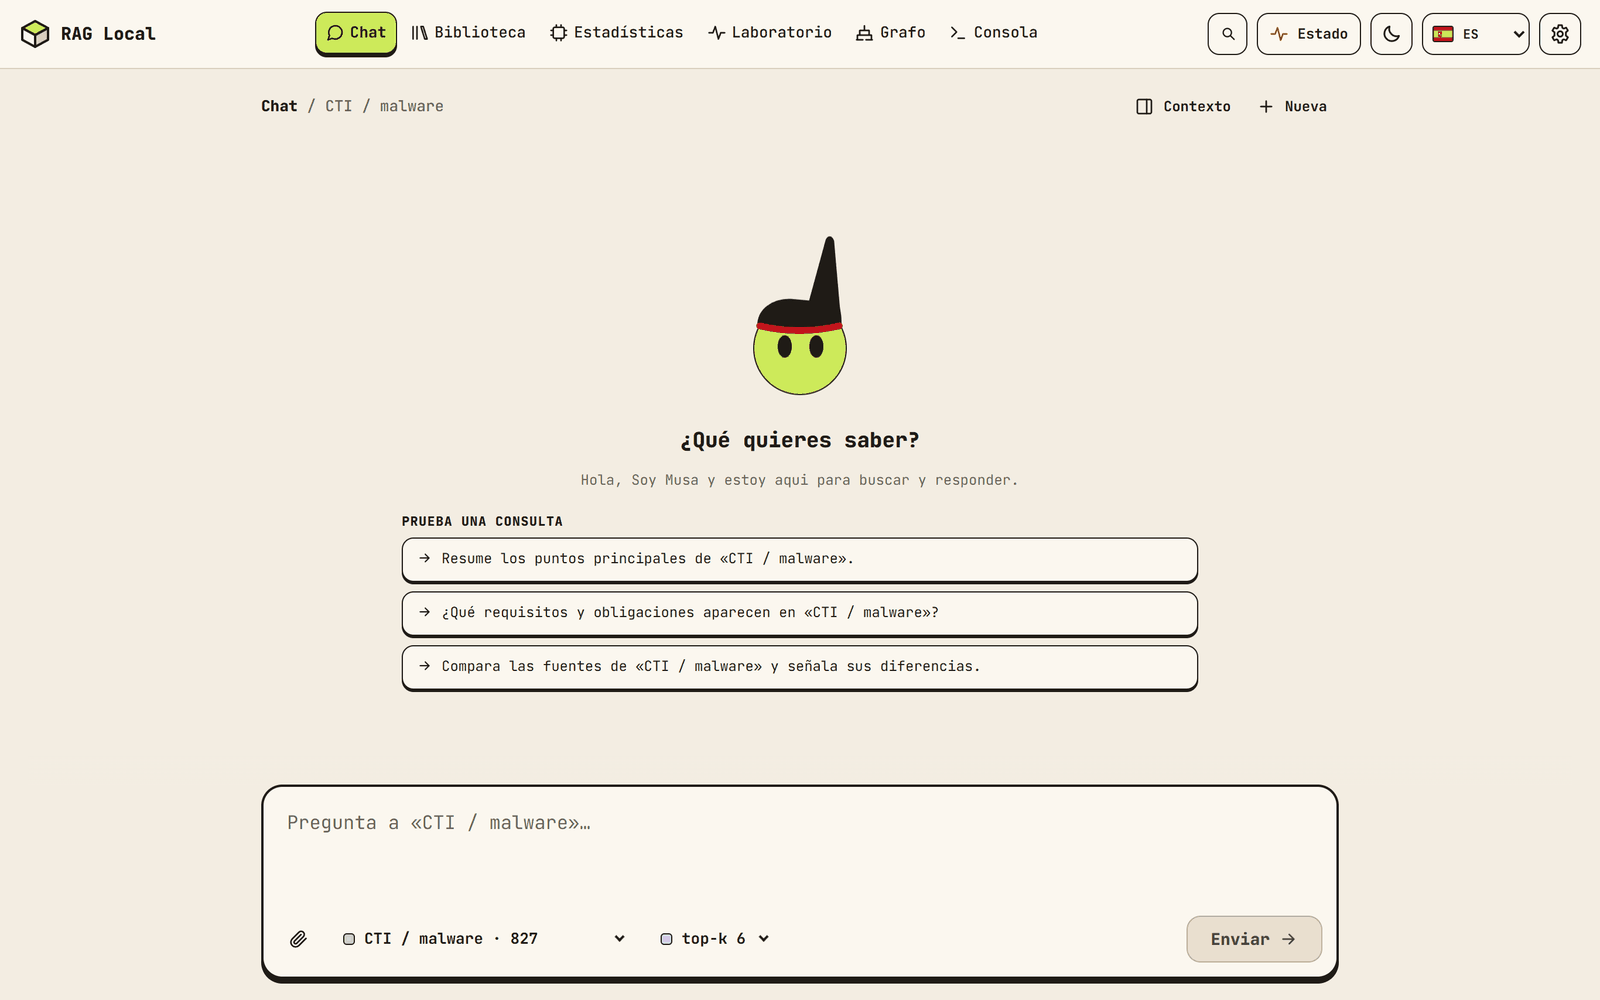 RAG Local
Chat
Biblioteca
Estadísticas
Laboratorio
Grafo
Consola
Estado
ES
Chat / CTI / malware
Contexto
Nueva
¿Qué quieres saber?
Hola, Soy Musa y estoy aqui para buscar y responder.
PRUEBA UNA CONSULTA
→ Resume los puntos principales de «CTI / malware».
→ ¿Qué requisitos y obligaciones aparecen en «CTI / malware»?
→ Compara las fuentes de «CTI / malware» y señala sus diferencias.
Pregunta a «CTI / malware»…
CTI / malware · 827
top-k 6
Enviar →